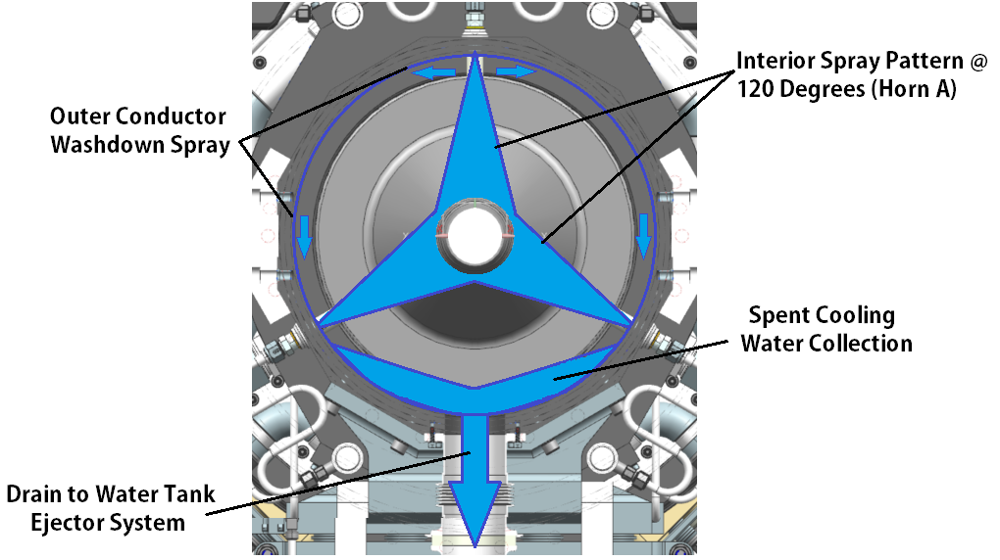 Interior Spray Pattern @
120 Degrees (Horn A)
Outer Conductor
Washdown Spray
Spent Cooling
Water Collection
Drain to Water Tank
Ejector System